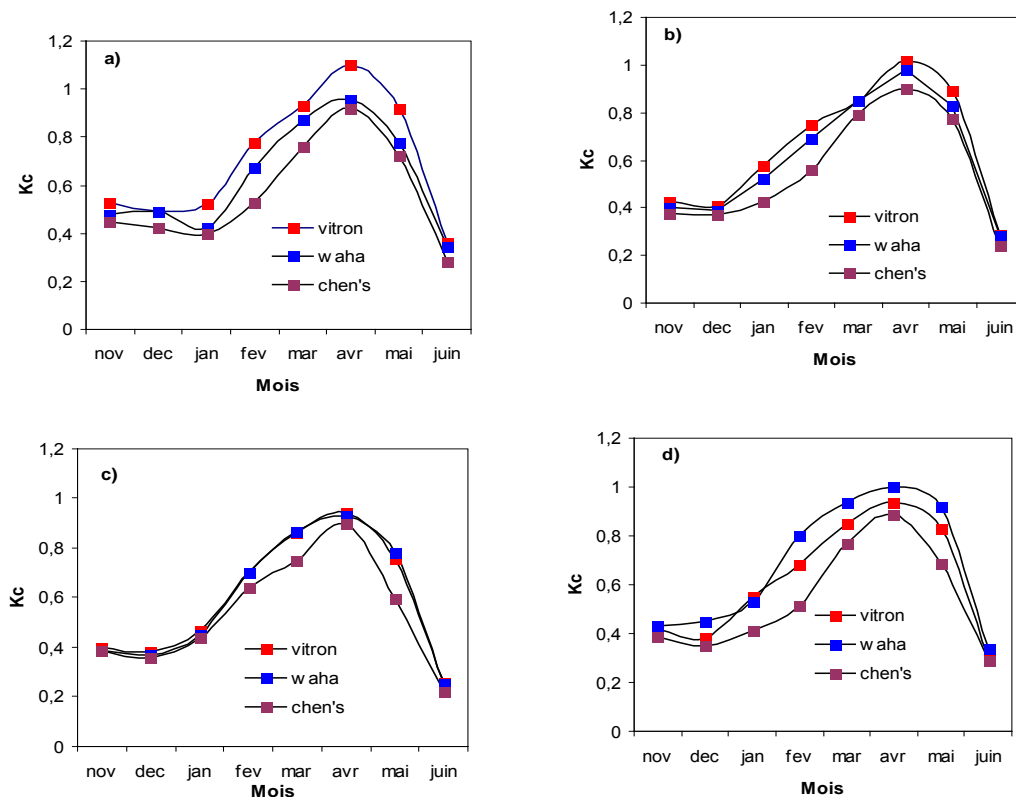 a)
1,2
1
0,8
0,6
0,4
0,2
0
Kc
vitron
w aha
chen's
nov dec jan fev mar avr mai juin
Mois
b)
1,2
1
0,8
0,6
0,4
0,2
0
Kc
vitron
w aha
chen's
nov dec jan fev mar avr mai juin
Mois
c)
1,2
1
0,8
0,6
0,4
0,2
0
Kc
vitron
w aha
chen's
nov dec jan fev mar avr mai juin
Mois
d)
1,2
1
0,8
0,6
0,4
0,2
0
Kc
vitron
w aha
chen's
nov dec jan fev mar avr mai juin
Mois